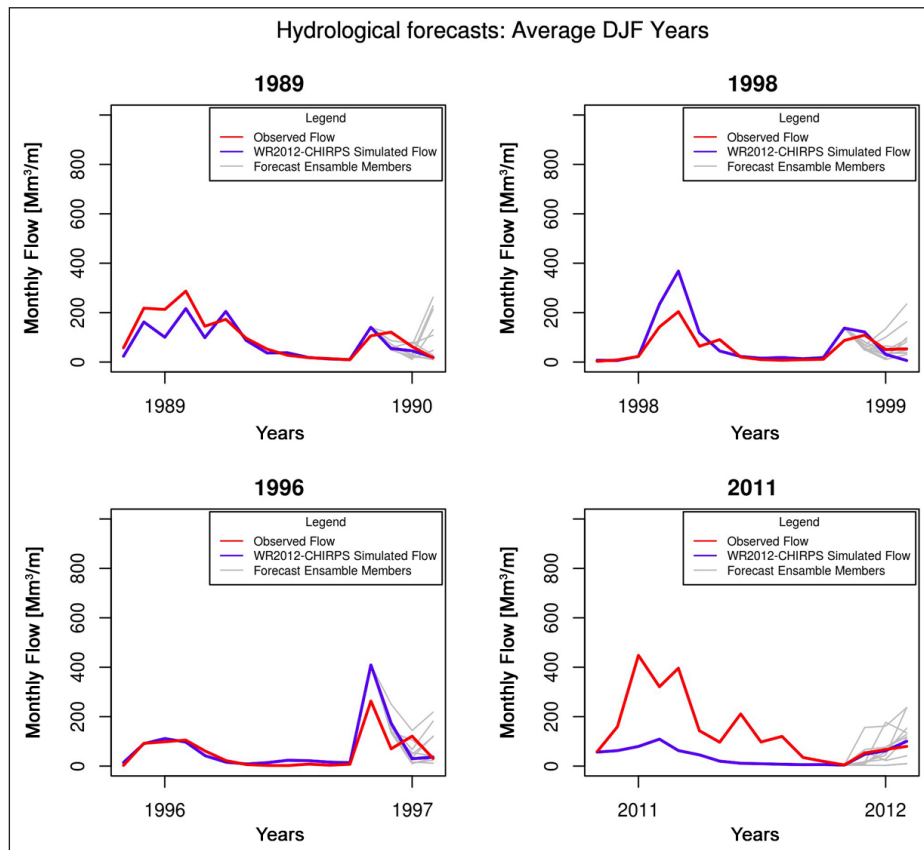 Hydrological forecasts: Average DJF Years
1989
Legend
Observed Flow
WR2012-CHIRPS Simulated Flow
Forecast Ensamble Members
Monthly Flow [Mm³/m]
0
200
400
600
800
1989
1990
Years
1998
Legend
Observed Flow
WR2012-CHIRPS Simulated Flow
Forecast Ensamble Members
Monthly Flow [Mm³/m]
0
200
400
600
800
1998
1999
Years
1996
Legend
Observed Flow
WR2012-CHIRPS Simulated Flow
Forecast Ensamble Members
Monthly Flow [Mm³/m]
0
200
400
600
800
1996
1997
Years
2011
Legend
Observed Flow
WR2012-CHIRPS Simulated Flow
Forecast Ensamble Members
Monthly Flow [Mm³/m]
0
200
400
600
800
2011
2012
Years